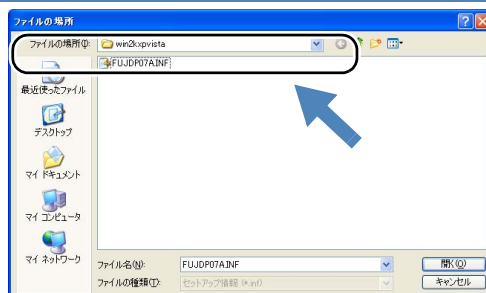 ファイルの場所
ファイルの場所(I): win2kxpvista
FUJDP07A.INF
最近使ったファイル
デスクトップ
マイ ドキュメント
マイ コンピュータ
マイ ネットワーク
ファイル名(N): FUJDP07A.INF 開く(O)
ファイルの種類(T): セットアップ情報 (*.inf) キャンセル